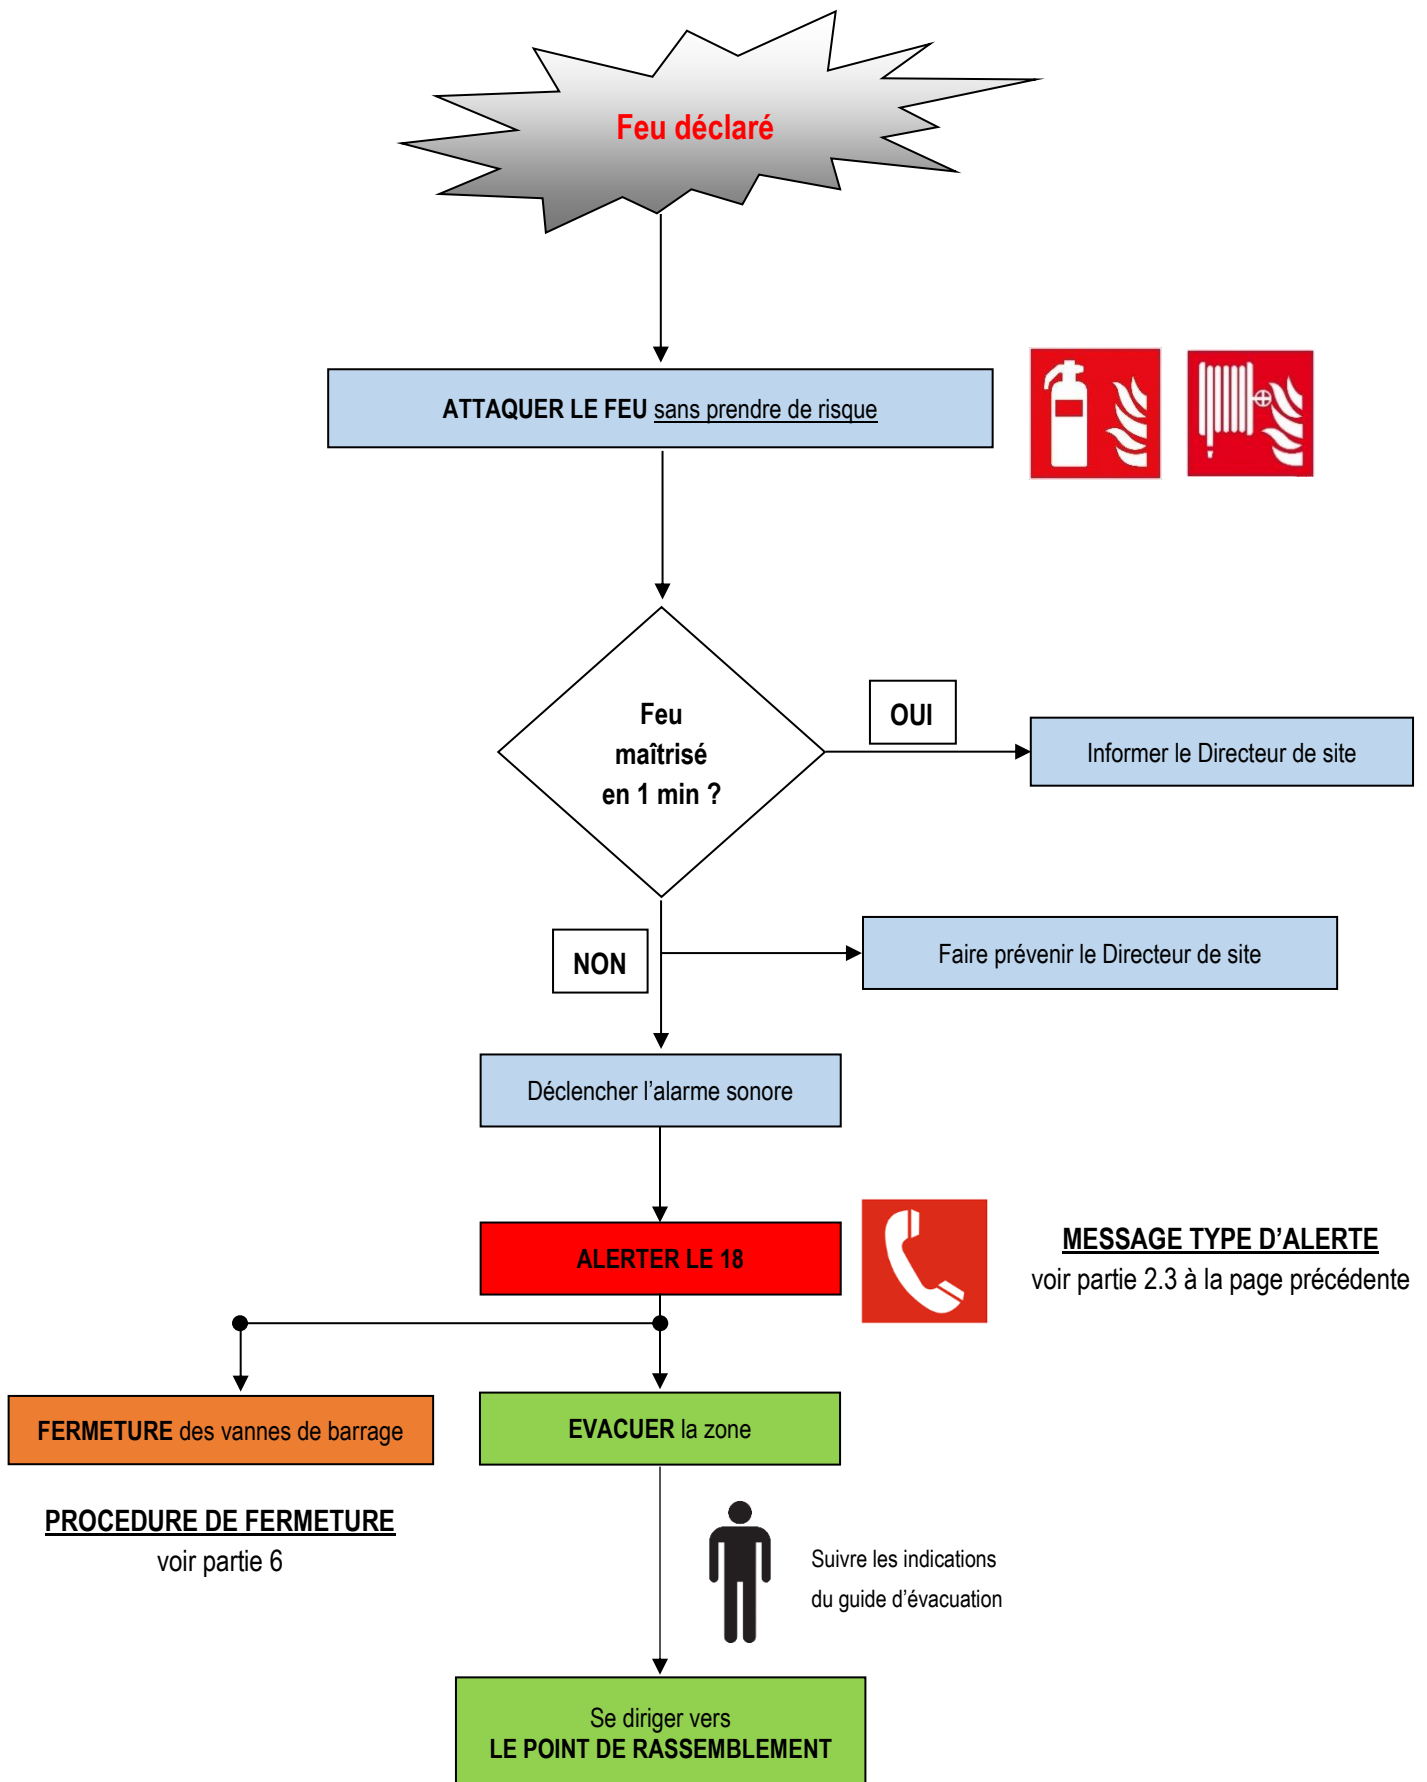 Feu déclaré
ATTAQUER LE FEU sans prendre de risque
Feu
maîtrisé
en 1 min ?
OUI
Informer le Directeur de site
NON
Faire prévenir le Directeur de site
Déclencher l’alarme sonore
ALERTER LE 18
MESSAGE TYPE D’ALERTE
voir partie 2.3 à la page précédente
FERMETURE des vannes de barrage
EVACUER la zone
PROCEDURE DE FERMETURE
voir partie 6
Suivre les indications
du guide d’évacuation
Se diriger vers
LE POINT DE RASSEMBLEMENT